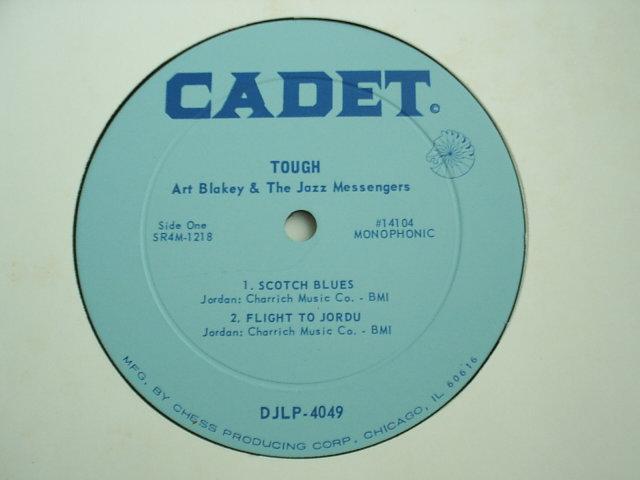 CADET©
TOUGH
Art Blakey & The Jazz Messengers
Side One
SR4M-1218
#14104
MONOPHONIC
1. SCOTCH BLUES
Jordan: Charrich Music Co. - BMI
2. FLIGHT TO JORDU
Jordan: Charrich Music Co. - BMI
DJLP-4049
MFG. BY CHESS PRODUCING CORP. CHICAGO, IL 60616